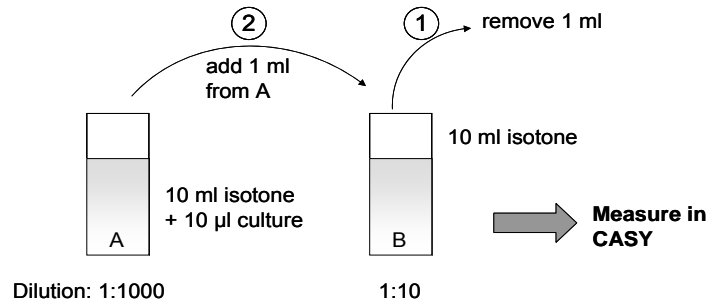 2
add 1 ml
from A
1
remove 1 ml
10 ml isotone
10 ml isotone
+ 10 µl culture
A
B
Measure in
CASY
Dilution: 1:1000
1:10